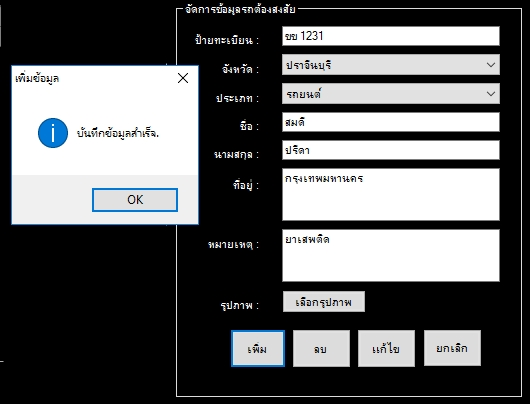 จัดการข้อมูลรถต้องสงสัย
ป้ายทะเบียน : ขข 1231
จังหวัด : ปราจีนบุรี
ประเภท : รถยนต์
ชื่อ : สมดี
นามสกุล : ปรีดา
ที่อยู่ : กรุงเทพมหานคร
หมายเหตุ : ยาเสพติด
รูปภาพ : เลือกรูปภาพ
เพิ่ม ลบ แก้ไข ยกเลิก
เพิ่มข้อมูล
บันทึกข้อมูลสำเร็จ.
OK